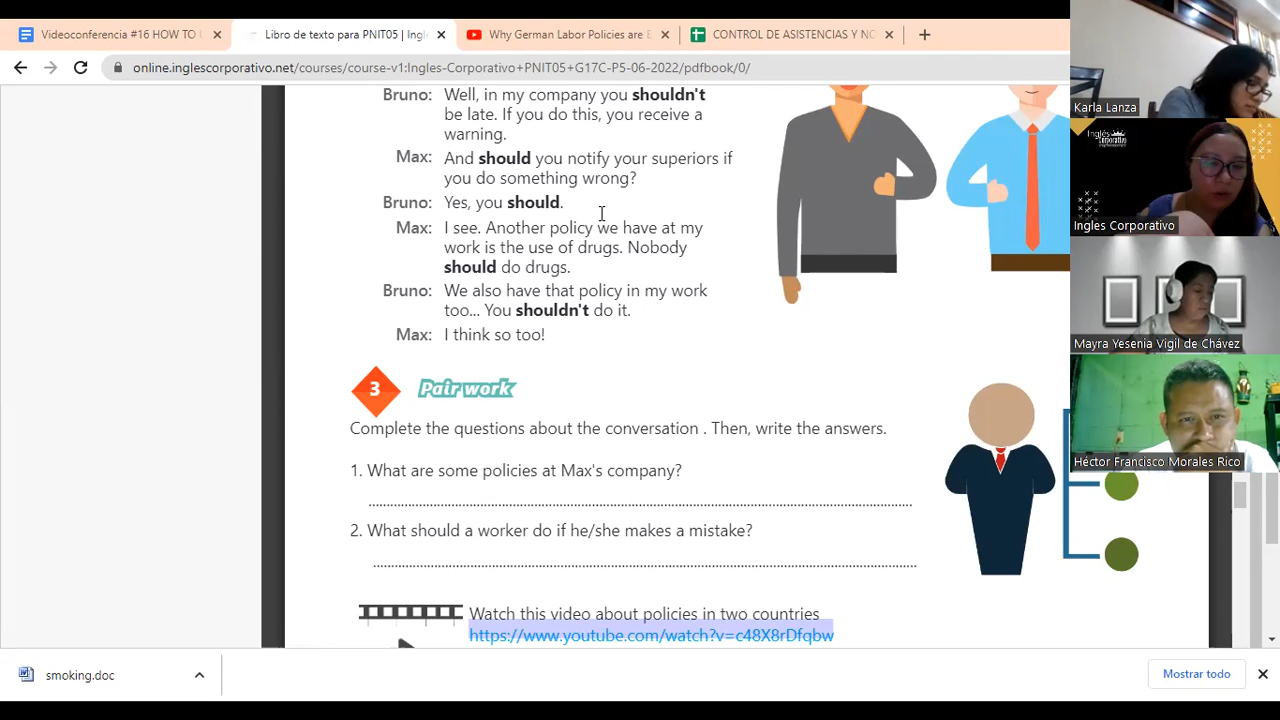 Videoconferencia #16 HOW TO
Libro de texto para PNIT05 | Ingl
Why German Labor Policies are
CONTROL DE ASISTENCIAS Y NO
online.inglescorporativo.net/courses/course-v1:Ingles-Corporativo+PNIT05+G17C-P5-06-2022/pdfbook/0/
Bruno: Well, in my company you shouldn't
be late. If you do this, you receive a
warning.
Max: And should you notify your superiors if
you do something wrong?
Bruno: Yes, you should.
Max: I see. Another policy we have at my
work is the use of drugs. Nobody
should do drugs.
Bruno: We also have that policy in my work
too... You shouldn't do it.
Max: I think so too!
3 Pair work
Complete the questions about the conversation . Then, write the answers.
1. What are some policies at Max's company?
2. What should a worker do if he/she makes a mistake?
Watch this video about policies in two countries
https://www.youtube.com/watch?v=c48X8rDfqbw
smoking.doc
Mostrar todo
Karla Lanza
Inglés
Corporativo
Ingles Corporativo
Mayra Yesenia Vigil de Chávez
Héctor Francisco Morales Rico